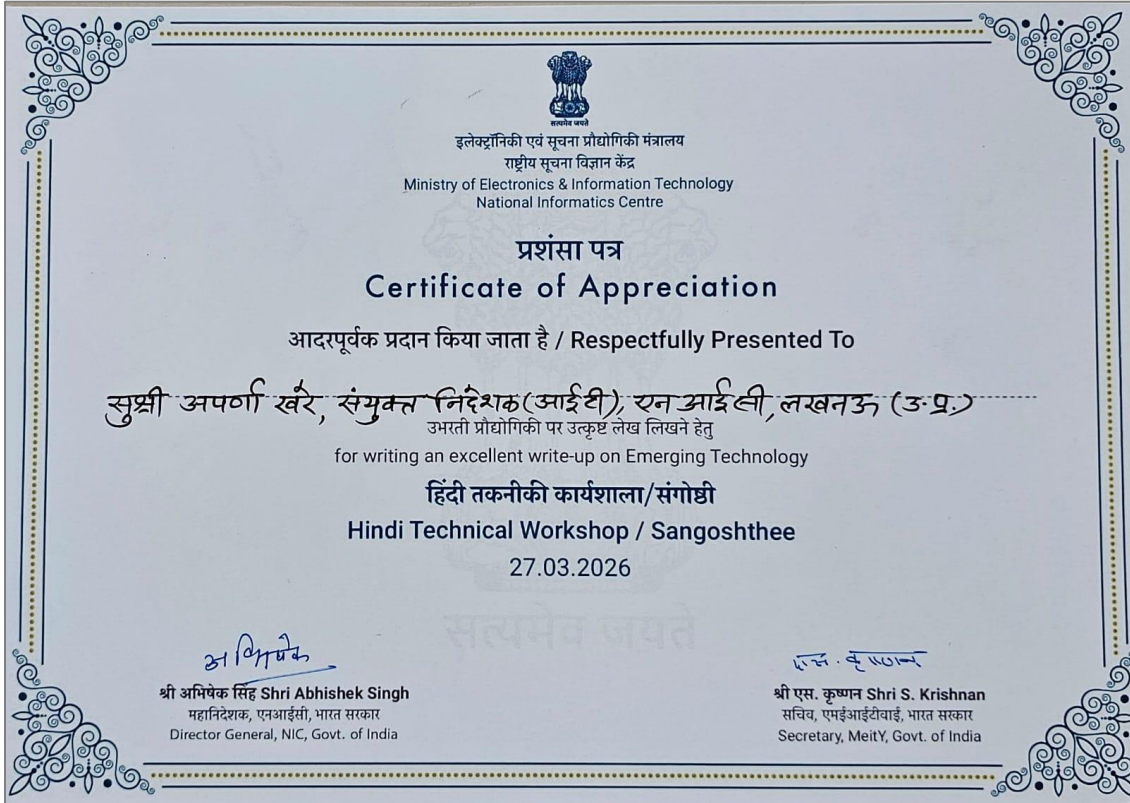 सत्यमेव जयते
इलेक्ट्रॉनिकी एवं सूचना प्रौद्योगिकी मंत्रालय
राष्ट्रीय सूचना विज्ञान केंद्र
Ministry of Electronics & Information Technology
National Informatics Centre
प्रशंसा पत्र
Certificate of Appreciation
आदरपूर्वक प्रदान किया जाता है / Respectfully Presented To
सुश्री अपर्णा खरे, संयुक्त निदेशक (आईटी), एन आई सी, लखनऊ (उ.प्र.)
उभरती प्रौद्योगिकी पर उत्कृष्ट लेख लिखने हेतु
for writing an excellent write-up on Emerging Technology
हिंदी तकनीकी कार्यशाला/संगोष्ठी
Hindi Technical Workshop / Sangoshthee
27.03.2026
सत्यमेव जयते
अभिषेक
एस. कृष्णन
श्री अभिषेक सिंह Shri Abhishek Singh
महानिदेशक, एनआईसी, भारत सरकार
Director General, NIC, Govt. of India
श्री एस. कृष्णन Shri S. Krishnan
सचिव, एमईआईटीवाई, भारत सरकार
Secretary, MeitY, Govt. of India